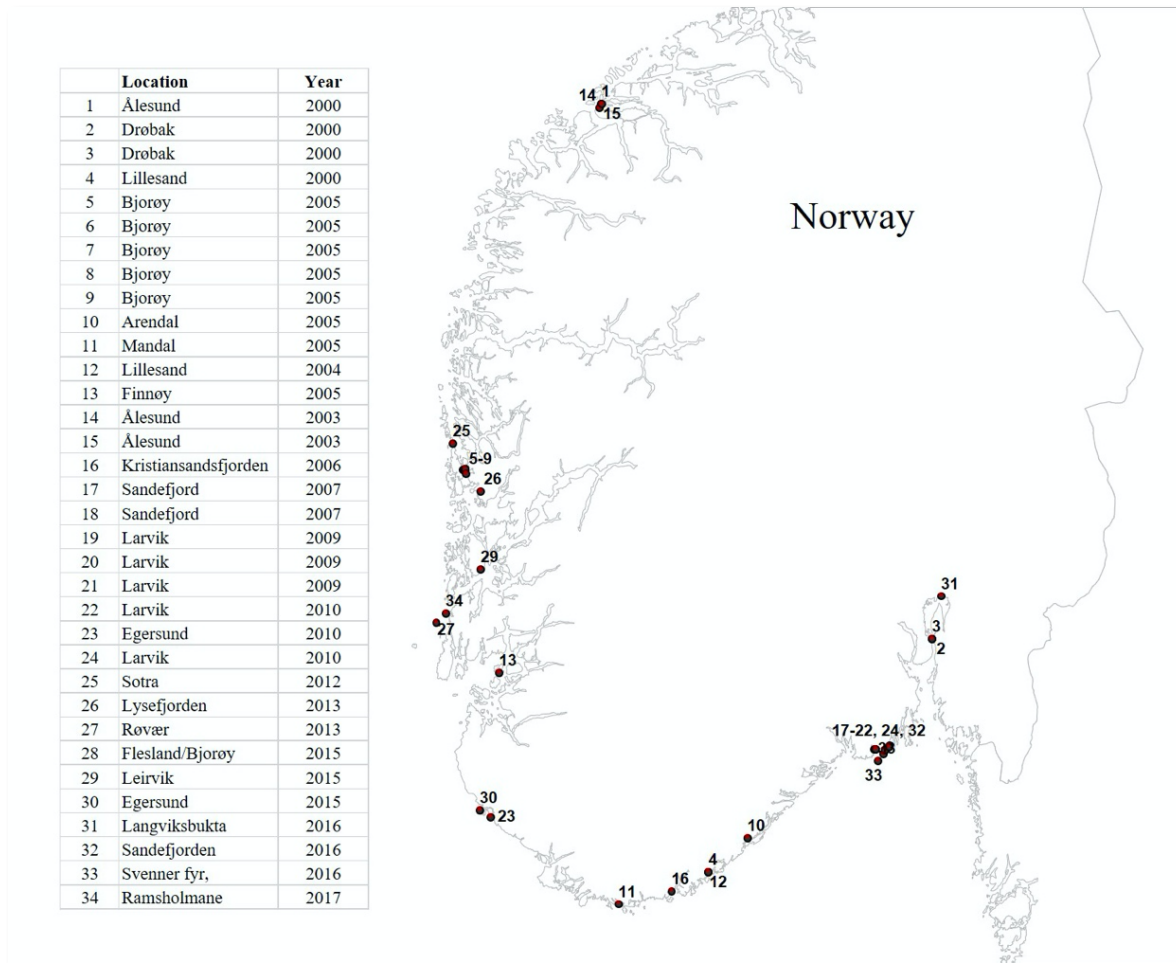 Location Year
1 Ålesund 2000
2 Drøbak 2000
3 Drøbak 2000
4 Lillesand 2000
5 Bjorøy 2005
6 Bjorøy 2005
7 Bjorøy 2005
8 Bjorøy 2005
9 Bjorøy 2005
10 Arendal 2005
11 Mandal 2005
12 Lillesand 2004
13 Finnøy 2005
14 Ålesund 2003
15 Ålesund 2003
16 Kristiansandsfjorden 2006
17 Sandefjord 2007
18 Sandefjord 2007
19 Larvik 2009
20 Larvik 2009
21 Larvik 2009
22 Larvik 2010
23 Egersund 2010
24 Larvik 2010
25 Sotra 2012
26 Lysefjorden 2013
27 Røvær 2013
28 Flesland/Bjorøy 2015
29 Leirvik 2015
30 Egersund 2015
31 Langviksbukta 2016
32 Sandefjorden 2016
33 Svenner fyr, 2016
34 Ramsholmane 2017
14 1
15
Norway
25
5-9
26
29
34
27
13
31
3
2
17-22, 24, 32
33
30
23
10
4
12
16
11